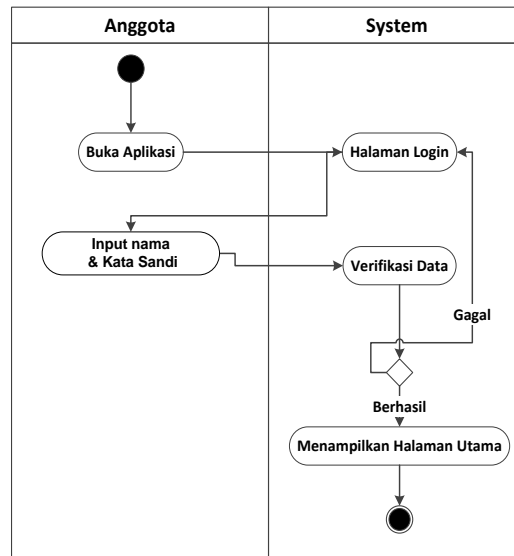 Anggota
System
Buka Aplikasi
Halaman Login
Input nama
& Kata Sandi
Verifikasi Data
Gagal
Berhasil
Menampilkan Halaman Utama